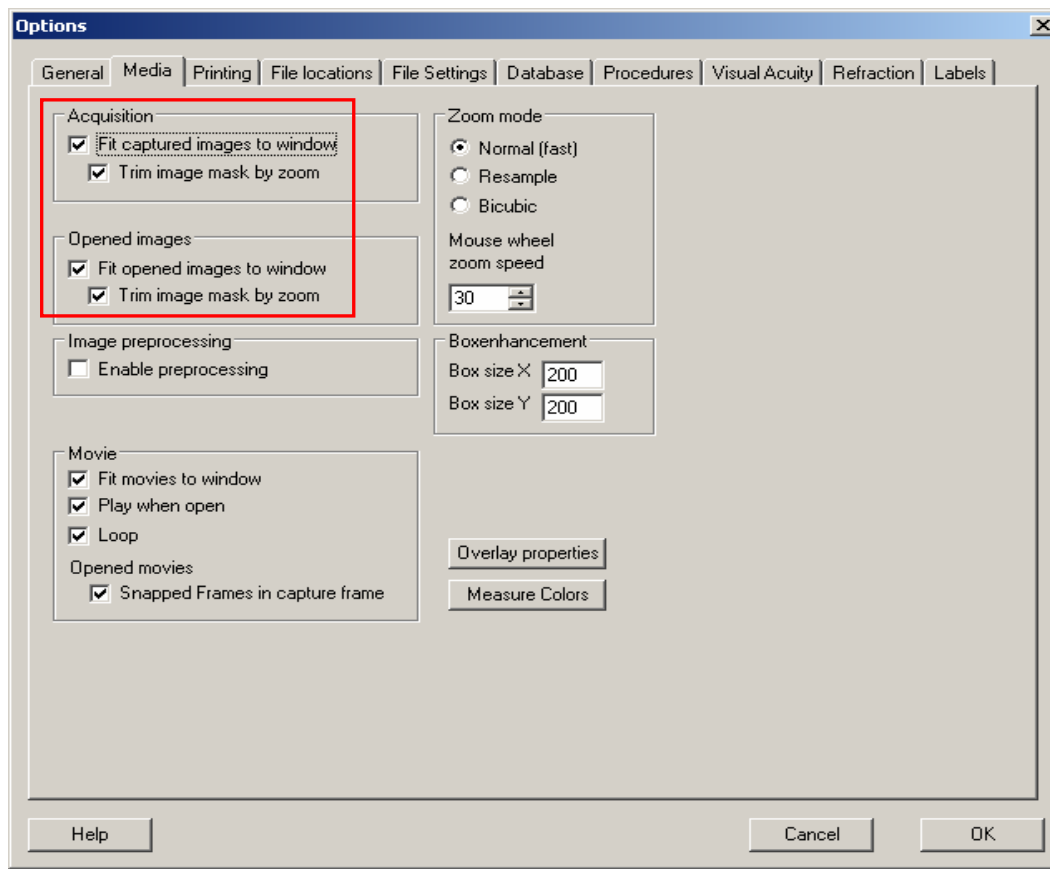 Options
General Media Printing File locations File Settings Database Procedures Visual Acuity Refraction Labels
Acquisition
Fit captured images to window
Trim image mask by zoom
Opened images
Fit opened images to window
Trim image mask by zoom
Image preprocessing
Enable preprocessing
Movie
Fit movies to window
Play when open
Loop
Opened movies
Snapped Frames in capture frame
Zoom mode
Normal (fast)
Resample
Bicubic
Mouse wheel
zoom speed
30
Boxenhancement
Box size X 200
Box size Y 200
Overlay properties
Measure Colors
Help Cancel OK